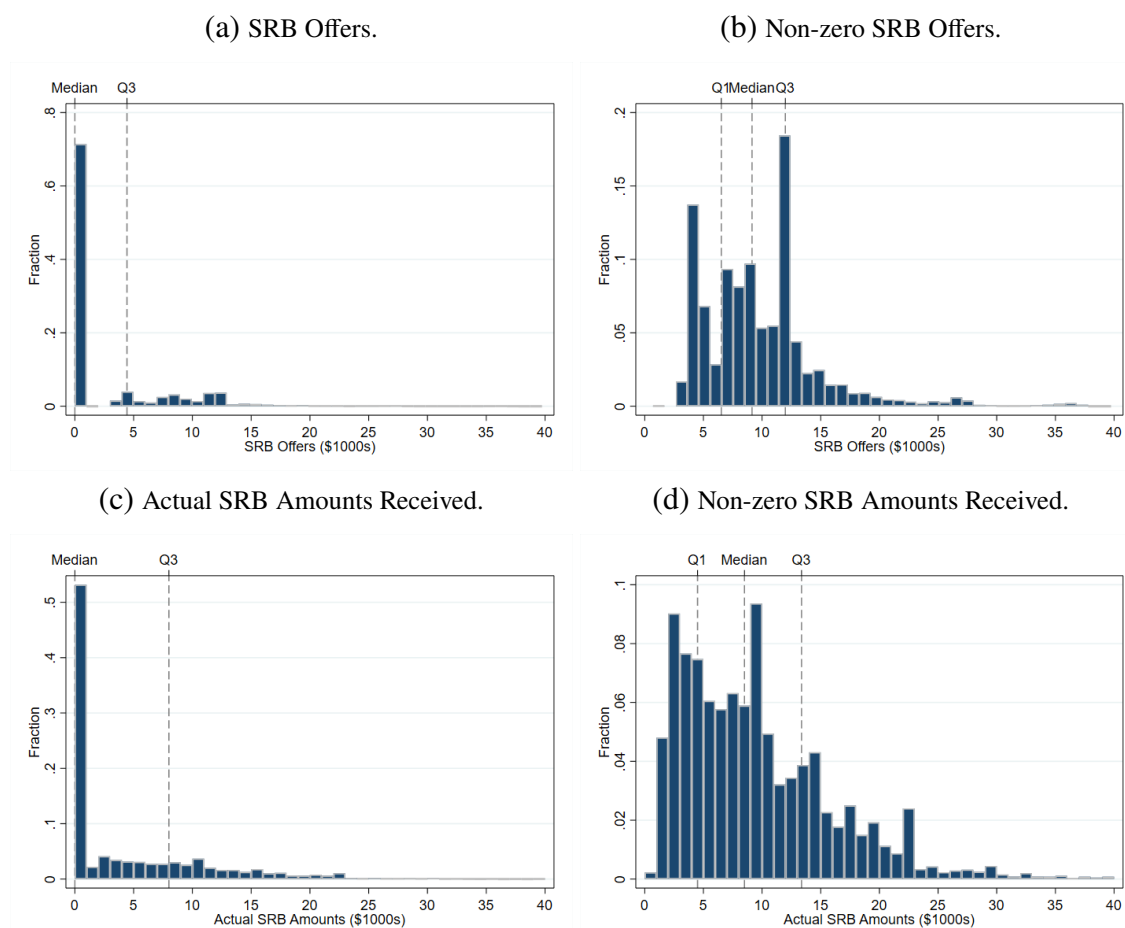 (a) SRB Offers.
Median Q3
.8
.6
.4
.2
0
Fraction
0 5 10 15 20 25 30 35 40
SRB Offers ($1000s)
(b) Non-zero SRB Offers.
Q1 Median Q3
.2
.15
.1
.05
0
Fraction
0 5 10 15 20 25 30 35 40
SRB Offers ($1000s)
(c) Actual SRB Amounts Received.
Median Q3
.5
.4
.3
.2
.1
0
Fraction
0 5 10 15 20 25 30 35 40
Actual SRB Amounts ($1000s)
(d) Non-zero SRB Amounts Received.
Q1 Median Q3
.1
.08
.06
.04
.02
0
Fraction
0 5 10 15 20 25 30 35 40
Actual SRB Amounts ($1000s)